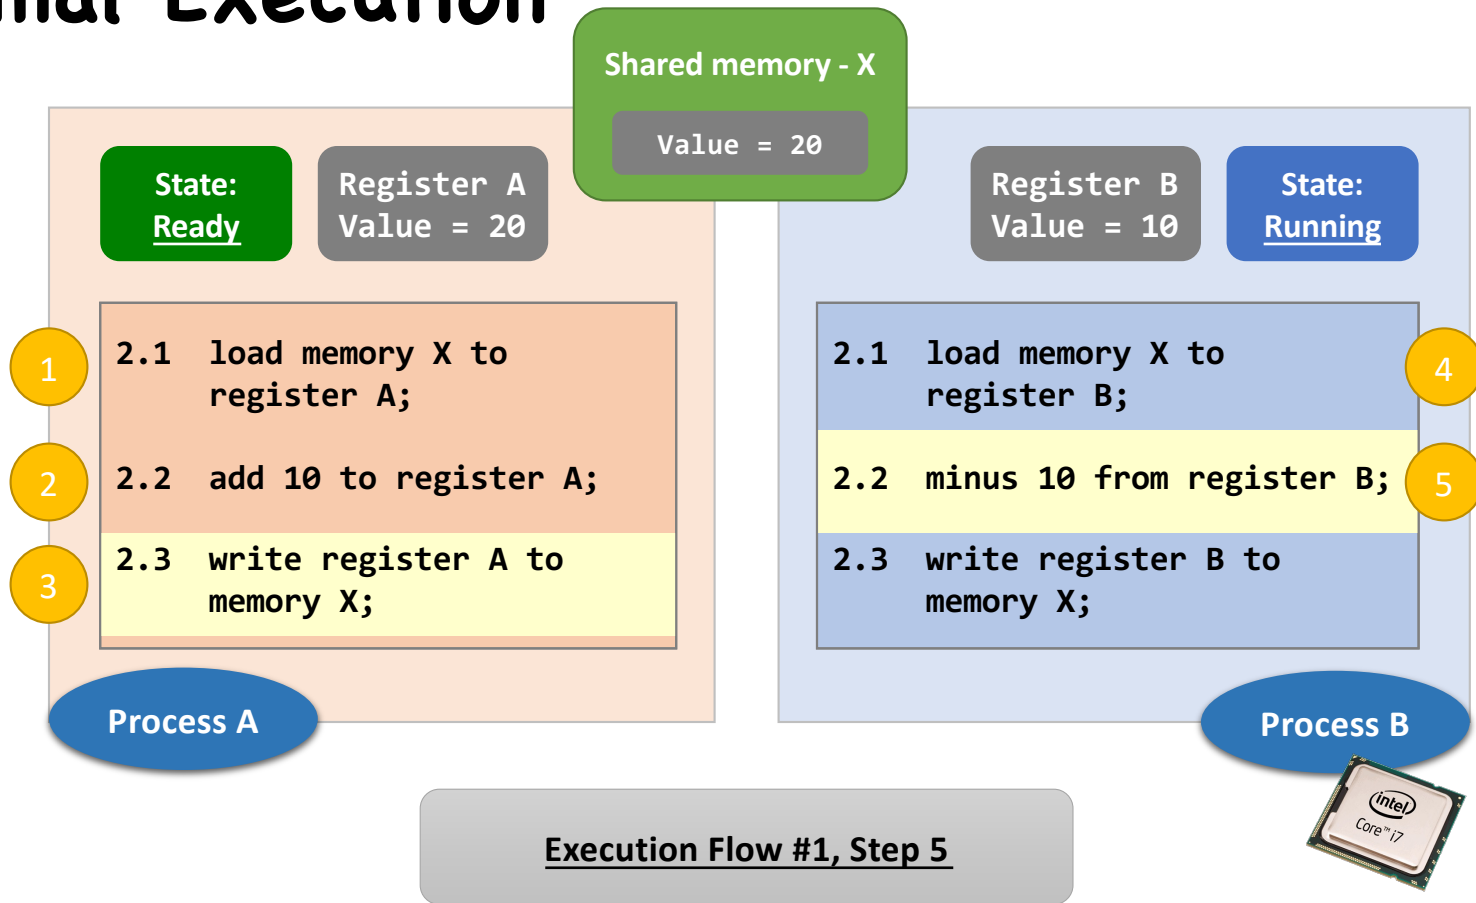 Execution
Shared memory - X
Value = 20
State:
Ready
Register A
Value = 20
Register B
Value = 10
State:
Running
1
2.1 load memory X to
register A;
2
2.2 add 10 to register A;
3
2.3 write register A to
memory X;
2.1 load memory X to
register B;
4
2.2 minus 10 from register B;
5
2.3 write register B to
memory X;
Process A
Process B
intel
Core™ i7
Execution Flow #1, Step 5